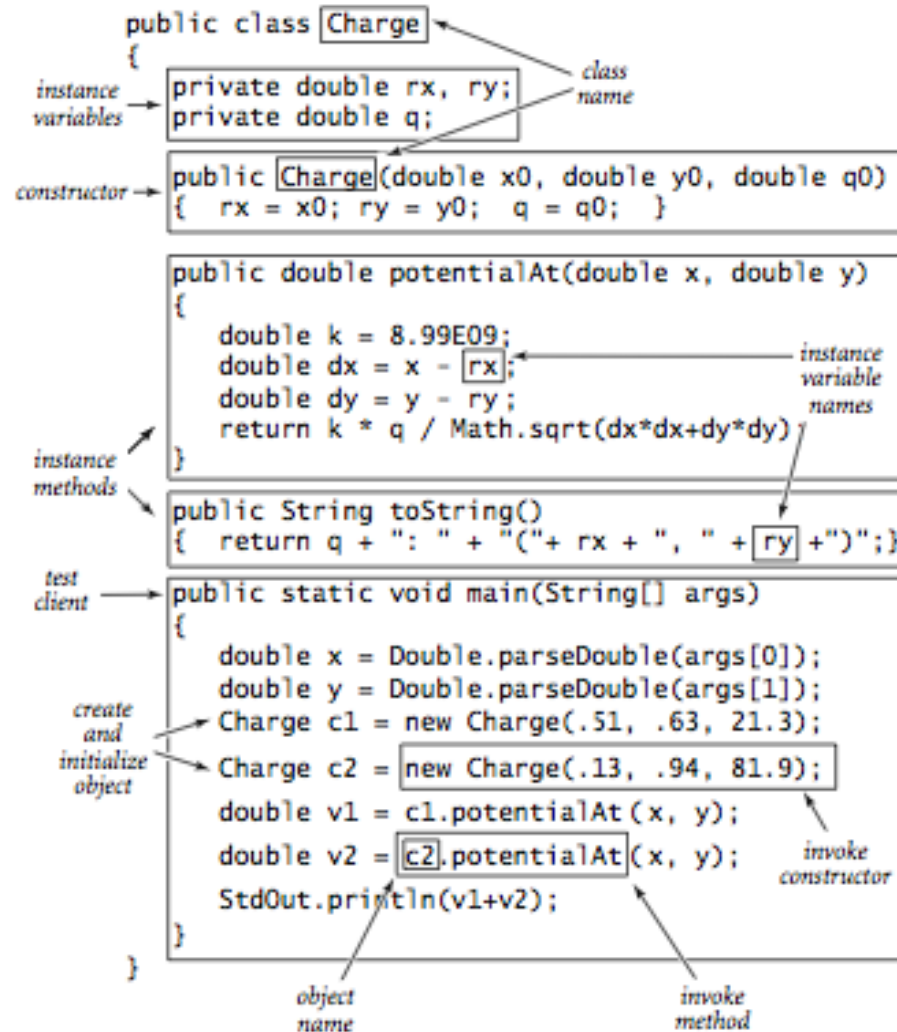 public class Charge
{
class
name
instance
variables
private double rx, ry;
private double q;
constructor
public Charge(double x0, double y0, double q0)
{ rx = x0; ry = y0; q = q0; }
public double potentialAt(double x, double y)
{
double k = 8.99E09;
double dx = x - rx;
double dy = y - ry;
return k * q / Math.sqrt(dx*dx+dy*dy)
}
instance
variable
names
instance
methods
public String toString()
{ return q + ": " + "("+ rx + ", " + ry +")";}
test
client
public static void main(String[] args)
{
double x = Double.parseDouble(args[0]);
double y = Double.parseDouble(args[1]);
Charge c1 = new Charge(.51, .63, 21.3);
Charge c2 = new Charge(.13, .94, 81.9);
double v1 = c1.potentialAt(x, y);
double v2 = c2.potentialAt(x, y);
StdOut.println(v1+v2);
}
}
create
and
initialize
object
invoke
constructor
object
name
invoke
method